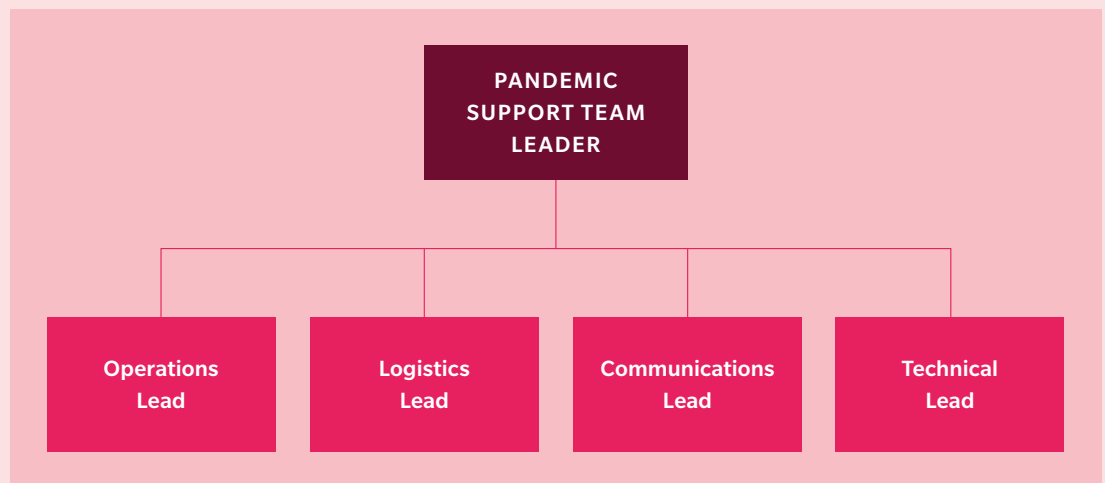 PANDEMIC
SUPPORT TEAM
LEADER
Operations
Lead
Logistics
Lead
Communications
Lead
Technical
Lead